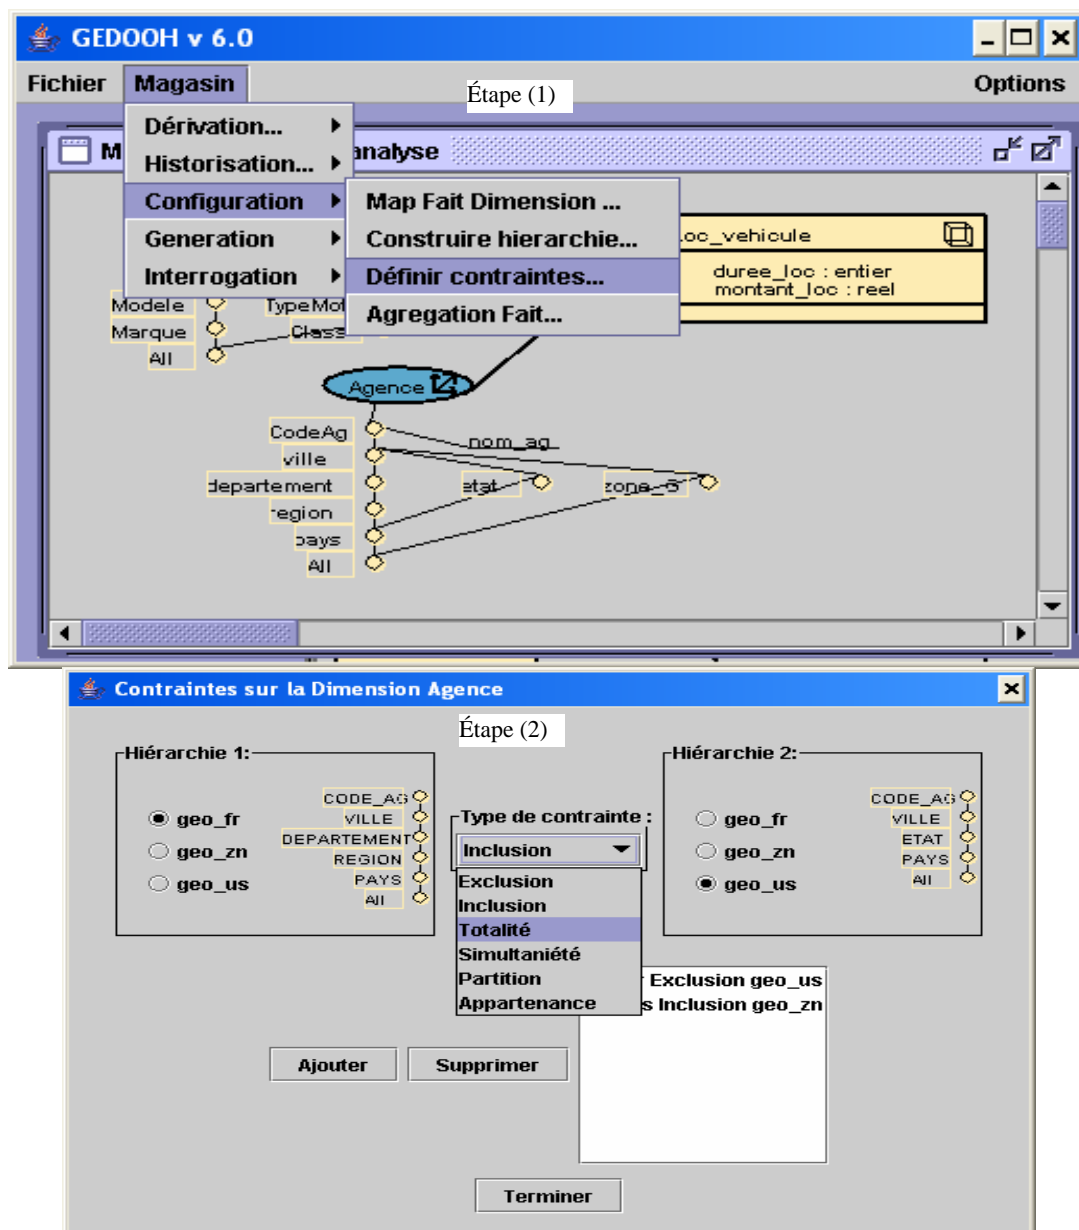 GEDOOH v 6.0
Fichier Magasin Options
Étape (1)
Dérivation...
Historisation...
Configuration
Generation
Interrogation
M analyse
Map Fait Dimension ...
Construire hierarchie...
Définir contraintes...
Agregation Fait...
oc_vehicule
duree_loc : entier
montant_loc : reel
Modele TypeMot
Marque Class
All
Agence
CodeAg nom_ag
ville
departement etat zone_G
region
pays
All
Contraintes sur la Dimension Agence
Étape (2)
Hiérarchie 1:
geo_fr
geo_zn
geo_us
CODE_AG
VILLE
DEPARTEMENT
REGION
PAYS
All
Type de contrainte :
Inclusion
Exclusion
Inclusion
Totalité
Simultaniété
Partition
Appartenance
Hiérarchie 2:
geo_fr
geo_zn
geo_us
CODE_AG
VILLE
ETAT
PAYS
All
Exclusion geo_us
s Inclusion geo_zn
Ajouter Supprimer
Terminer